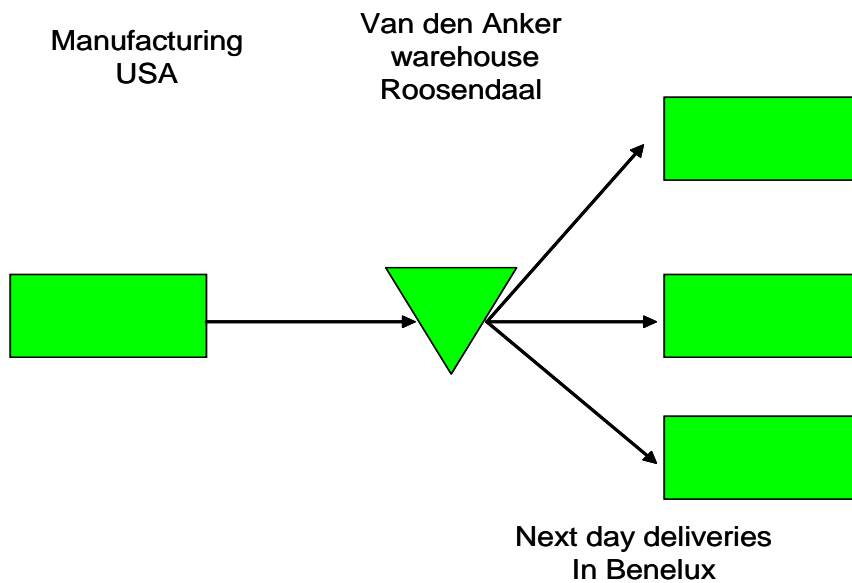 Manufacturing
USA
Van den Anker
warehouse
Roosendaal
Next day deliveries
In Benelux